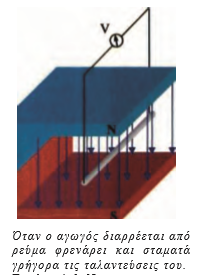 V
N
S
Όταν ο αγωγός διαρρέεται από
ρεύμα φρενάρει και σταματά
γρήγορα τις ταλαντεύσεις του.